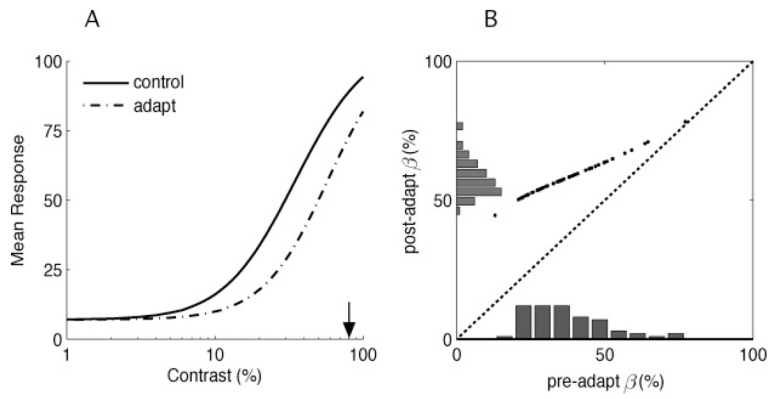 A
B
100
75
50
25
0
Mean Response
control
adapt
1
10
100
Contrast (%)
100
50
0
post-adapt β (%)
0
50
100
pre-adapt β (%)